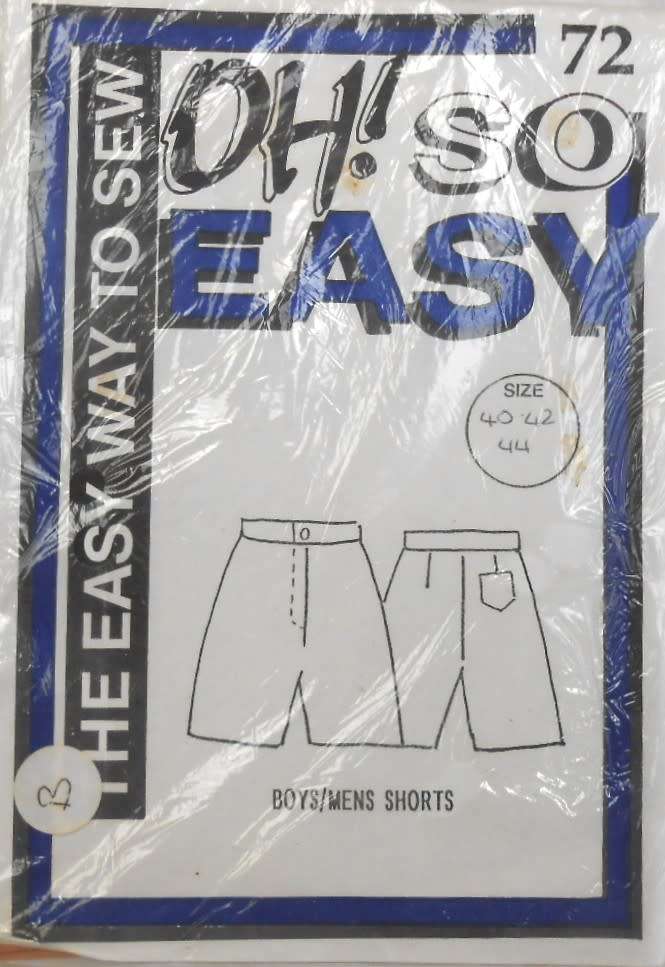 72
OH! SO
EASY
THE EASY WAY TO SEW
SIZE
40-42
44
B
BOYS/MENS SHORTS